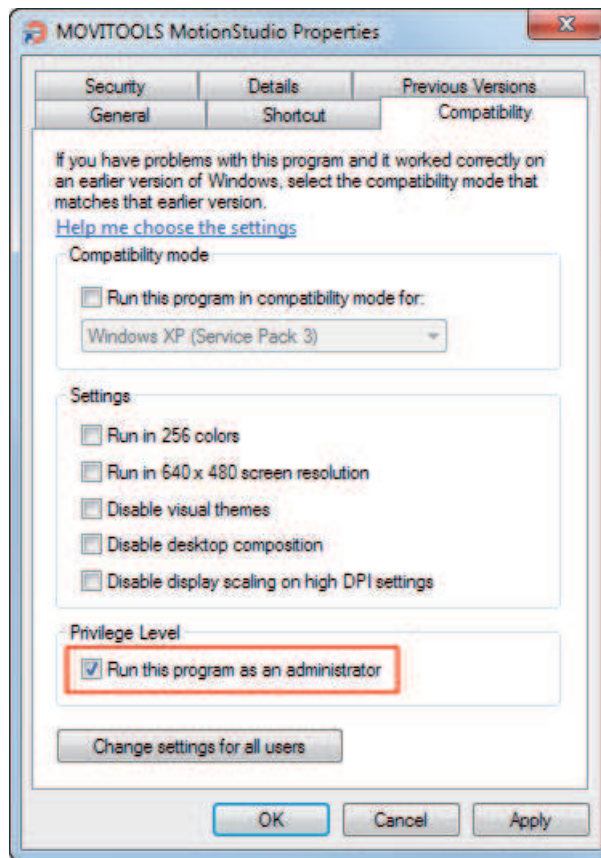 MOVITOOLS MotionStudio Properties
Security Details Previous Versions
General Shortcut Compatibility
If you have problems with this program and it worked correctly on
an earlier version of Windows, select the compatibility mode that
matches that earlier version.
Help me choose the settings
Compatibility mode
Run this program in compatibility mode for:
Windows XP (Service Pack 3)
Settings
Run in 256 colors
Run in 640 x 480 screen resolution
Disable visual themes
Disable desktop composition
Disable display scaling on high DPI settings
Privilege Level
Run this program as an administrator
Change settings for all users
OK Cancel Apply